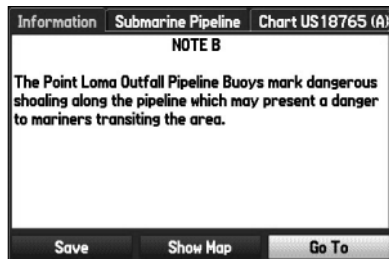 Information Submarine Pipeline Chart US18765 (A)
NOTE B
The Point Loma Outfall Pipeline Buoys mark dangerous
shoaling along the pipeline which may present a danger
to mariners transiting the area.
Save Show Map Go To